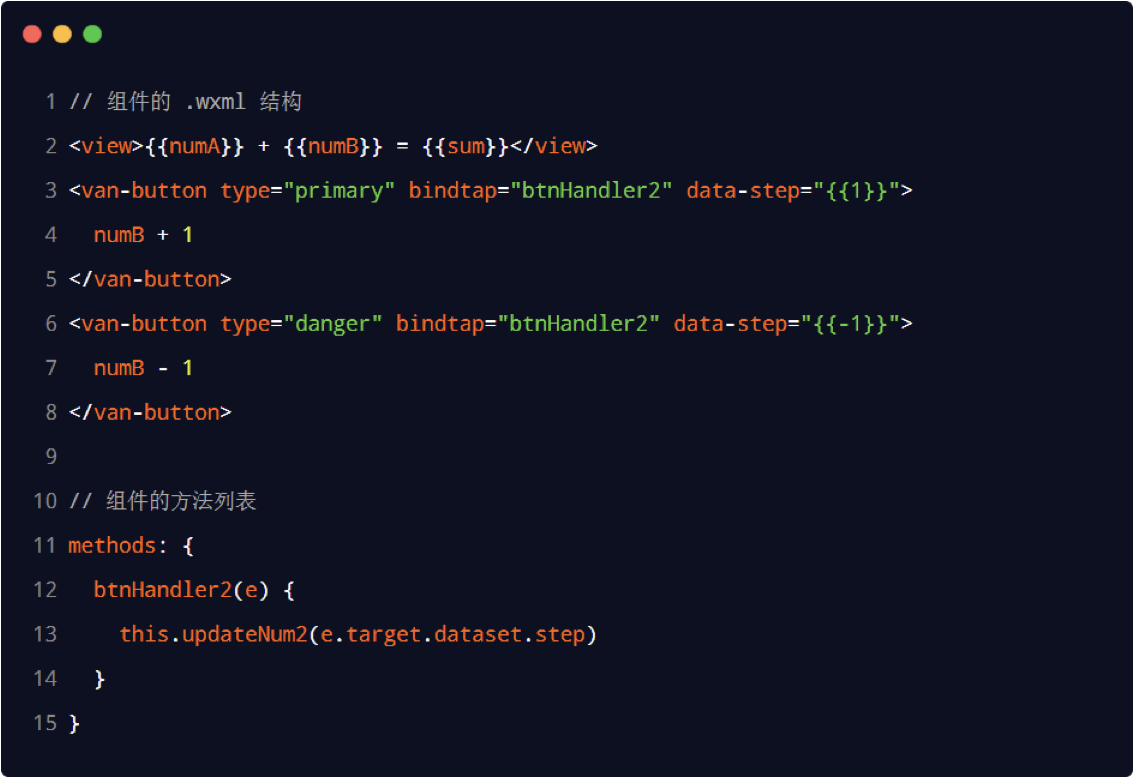 1 // 组件的 .wxml 结构
2 <view>{{numA}} + {{numB}} = {{sum}}</view>
3 <van-button type="primary" bindtap="btnHandler2" data-step="{{1}}">
4   numB + 1
5 </van-button>
6 <van-button type="danger" bindtap="btnHandler2" data-step="{{-1}}">
7   numB - 1
8 </van-button>
9
10 // 组件的方法列表
11 methods: {
12   btnHandler2(e) {
13     this.updateNum2(e.target.dataset.step)
14   }
15 }